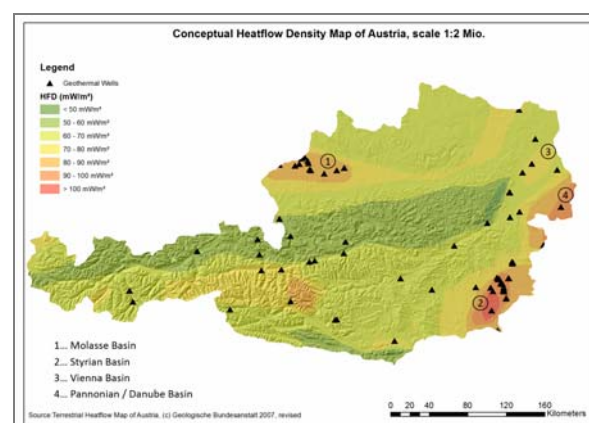 Conceptual Heatflow Density Map of Austria, scale 1:2 Mio.
Legend
Geothermal Wells
HFD (mW/m²)
< 50 mW/m²
50 - 60 mW/m²
60 - 70 mW/m²
70 - 80 mW/m²
80 - 90 mW/m²
90 - 100 mW/m²
> 100 mW/m²
1
3
4
2
1... Molasse Basin
2... Styrian Basin
3... Vienna Basin
4... Pannonian / Danube Basin
Source Terrestrial Heatflow Map of Austria, (c) Geologische Bundesanstalt 2007, revised
0 20 40 80 120 160
Kilometers